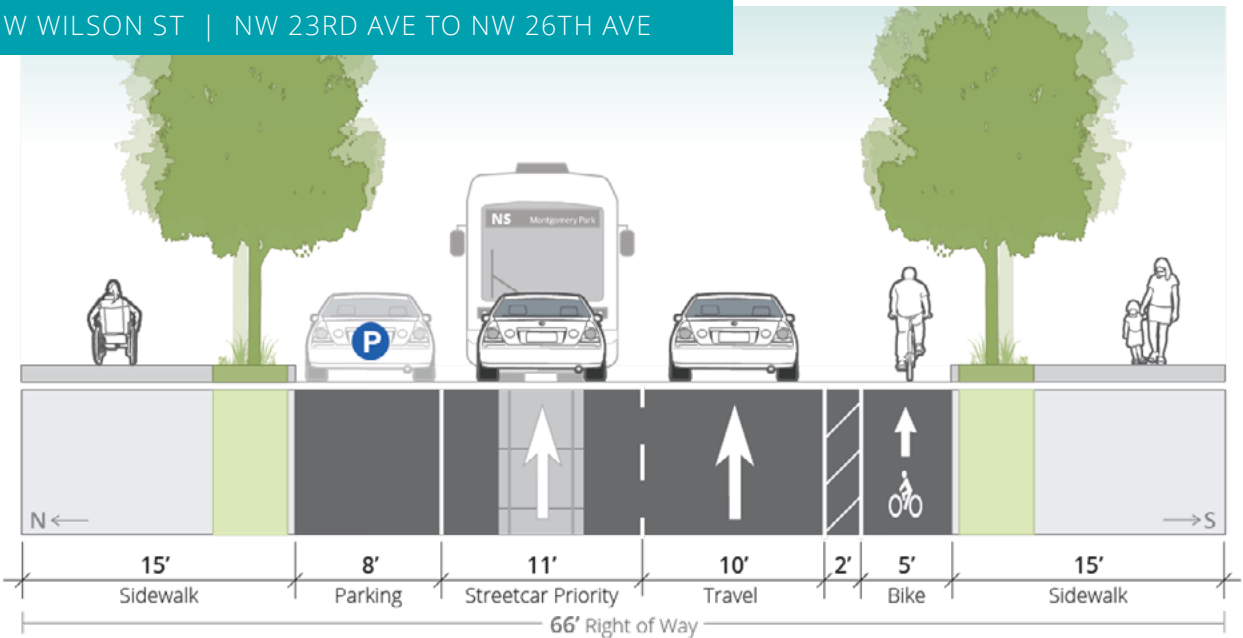 W WILSON ST | NW 23RD AVE TO NW 26TH AVE
NS Montgomery Park
P
N S
15’ 8’ 11’ 10’ 2’ 5’ 15’
Sidewalk Parking Streetcar Priority Travel Bike Sidewalk
66’ Right of Way